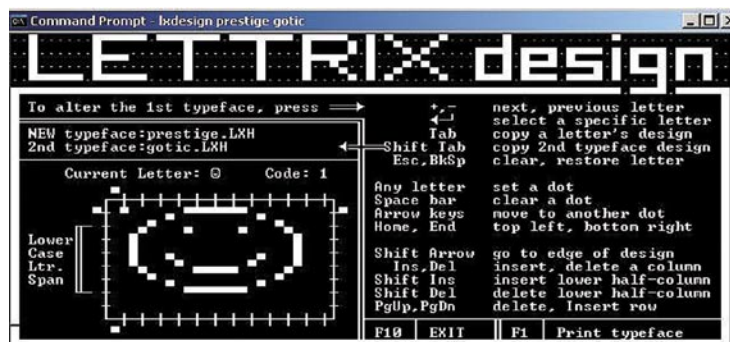 Command Prompt - lxdesign prestige gotic
LETTRIX design
To alter the 1st typeface, press
NEW typeface:prestige.LXH
2nd typeface:gotic.LXH
Current Letter: ☺ Code: 1
Lower
Case
Ltr.
Span
+,- next, previous letter
↵ select a specific letter
Tab copy a letter's design
Shift Tab copy 2nd typeface design
Esc,BkSp clear, restore letter
Any letter set a dot
Space bar clear a dot
Arrow keys move to another dot
Home, End top left, bottom right
Shift Arrow go to edge of design
Ins,Del insert, delete a column
Shift Ins insert lower half-column
Shift Del delete lower half-column
PgUp,PgDn delete, Insert row
F10 EXIT F1 Print typeface